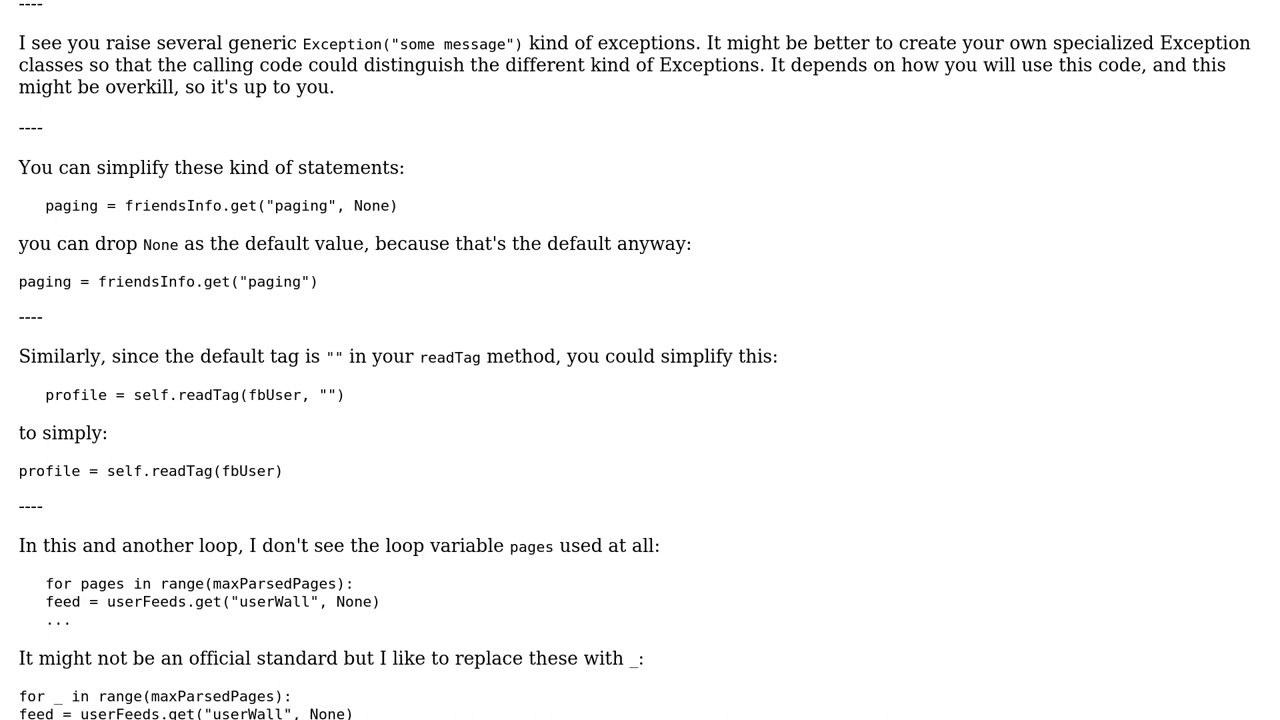 ----
I see you raise several generic Exception("some message") kind of exceptions. It might be better to create your own specialized Exception
classes so that the calling code could distinguish the different kind of Exceptions. It depends on how you will use this code, and this
might be overkill, so it's up to you.
----
You can simplify these kind of statements:
paging = friendsInfo.get("paging", None)
you can drop None as the default value, because that's the default anyway:
paging = friendsInfo.get("paging")
----
Similarly, since the default tag is "" in your readTag method, you could simplify this:
profile = self.readTag(fbUser, "")
to simply:
profile = self.readTag(fbUser)
----
In this and another loop, I don't see the loop variable pages used at all:
for pages in range(maxParsedPages):
feed = userFeeds.get("userWall", None)
...
It might not be an official standard but I like to replace these with _:
for _ in range(maxParsedPages):
feed = userFeeds.get("userWall", None)